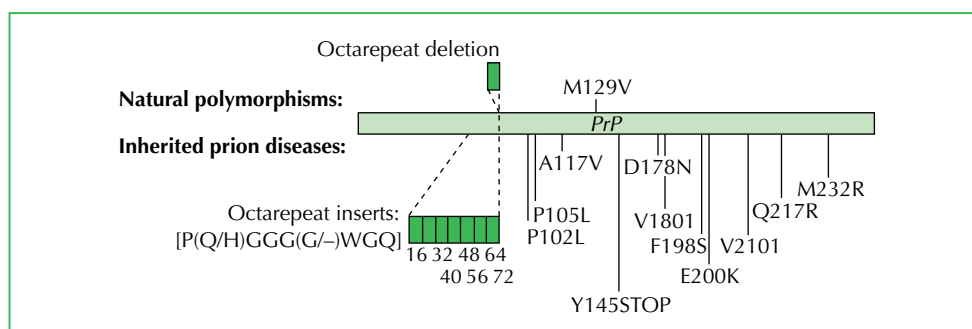 Octarepeat deletion
M129V
Natural polymorphisms:
PrP
Inherited prion diseases:
A117V
D178N
M232R
Octarepeat inserts:
P105L
V1801
Q217R
[P(Q/H)GGG(G/–)WGQ]
P102L
F198S
V2101
16 32 48 64
40 56 72
E200K
Y145STOP